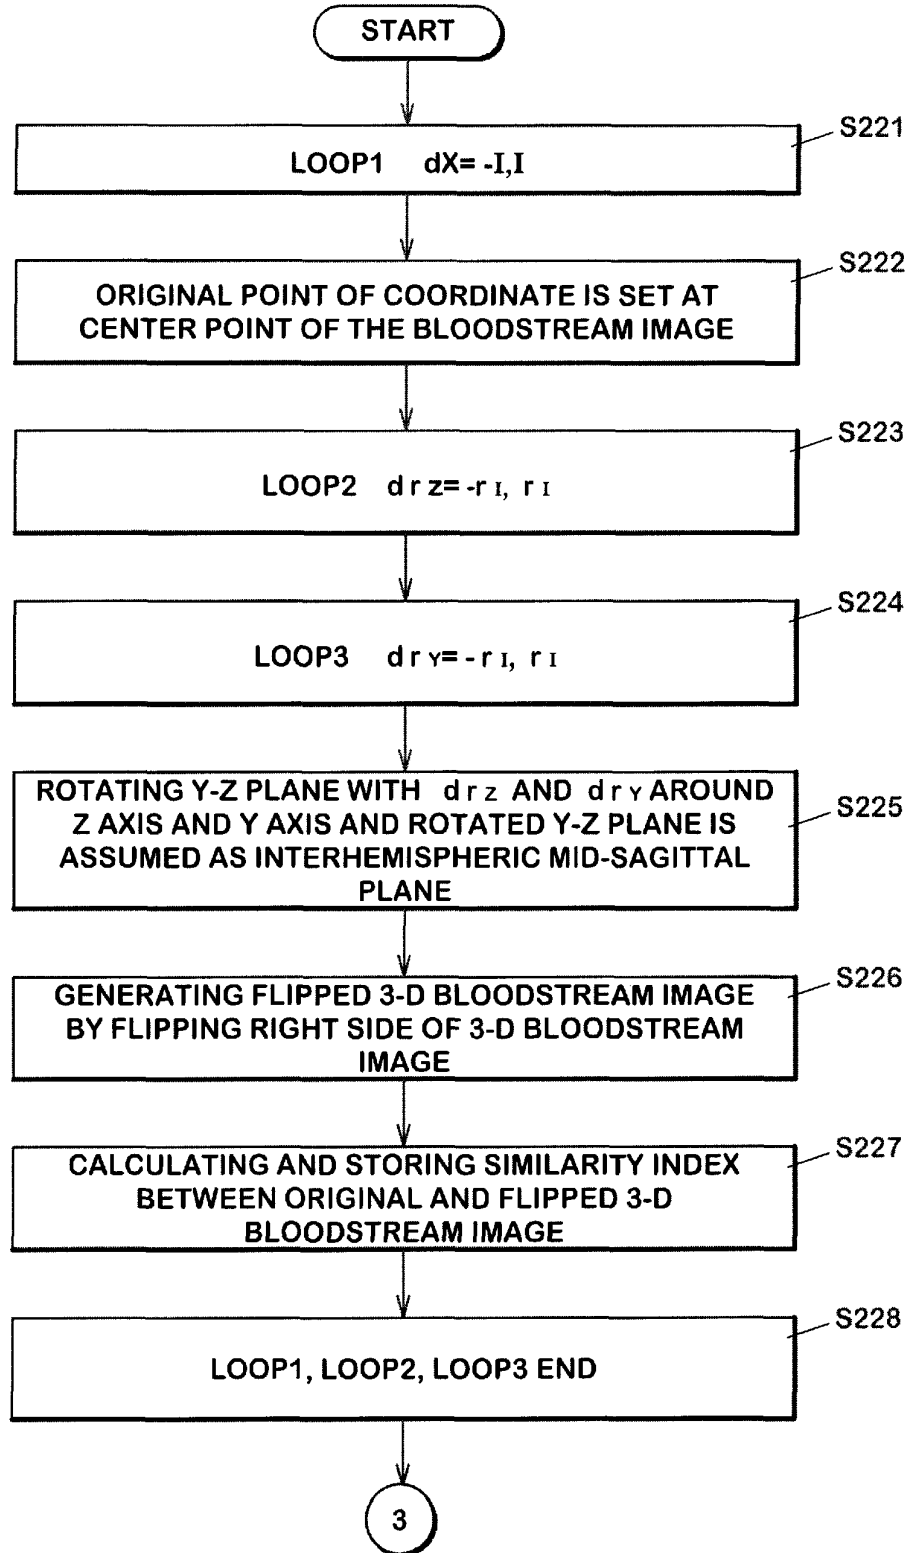 START
S221
LOOP1 dX= -I,I
S222
ORIGINAL POINT OF COORDINATE IS SET AT
CENTER POINT OF THE BLOODSTREAM IMAGE
S223
LOOP2 drz= -rI, rI
S224
LOOP3 drY= -rI, rI
S225
ROTATING Y-Z PLANE WITH drz AND drY AROUND
Z AXIS AND Y AXIS AND ROTATED Y-Z PLANE IS
ASSUMED AS INTERHEMISPHERIC MID-SAGITTAL
PLANE
S226
GENERATING FLIPPED 3-D BLOODSTREAM IMAGE
BY FLIPPING RIGHT SIDE OF 3-D BLOODSTREAM
IMAGE
S227
CALCULATING AND STORING SIMILARITY INDEX
BETWEEN ORIGINAL AND FLIPPED 3-D
BLOODSTREAM IMAGE
S228
LOOP1, LOOP2, LOOP3 END
3